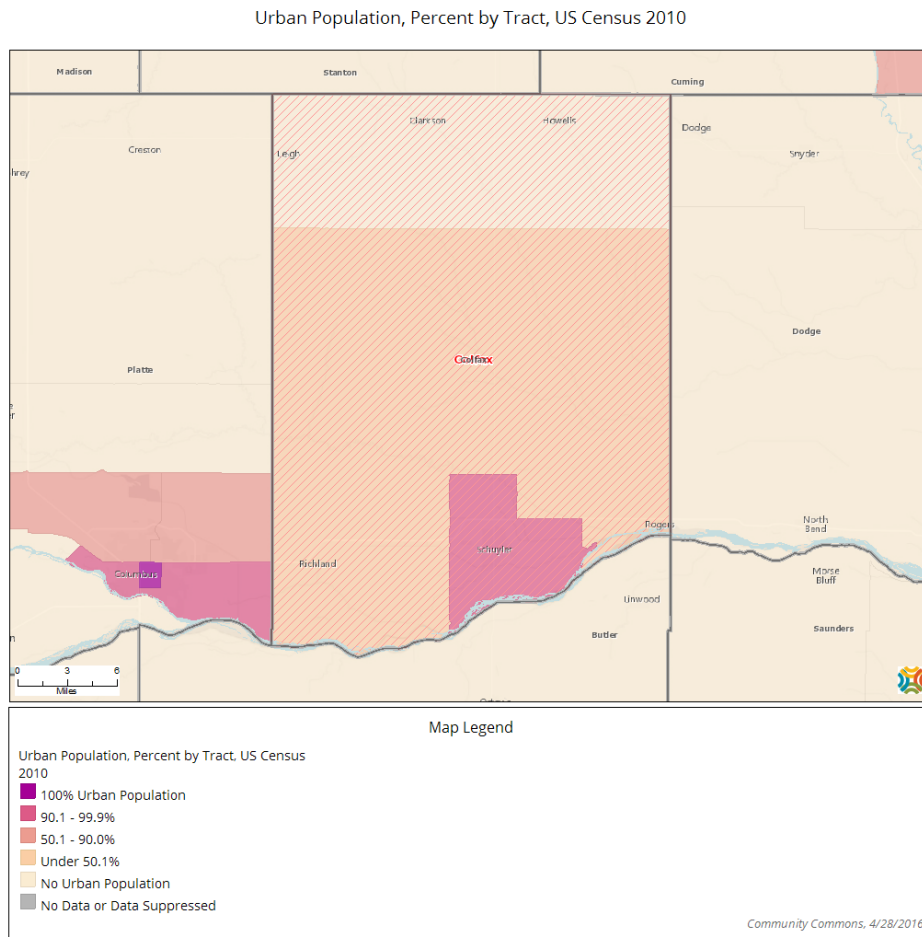 Urban Population, Percent by Tract, US Census 2010
Madison
Stanton
Cuming
Clarkson
Howells
Dodge
Creston
Leigh
Snyder
hrey
Dodge
Colfax
Platte
er
North
Bend
Rogers
Schuyler
Richland
Columbus
Morse
Bluff
Linwood
Butler
Saunders
n
0 3 6
Miles
Map Legend
Urban Population, Percent by Tract, US Census
2010
100% Urban Population
90.1 - 99.9%
50.1 - 90.0%
Under 50.1%
No Urban Population
No Data or Data Suppressed
Community Commons, 4/28/2016